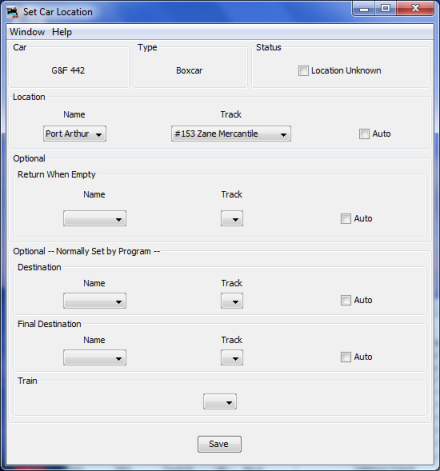 Set Car Location
Window Help
Car Type Status
G&F 442 Boxcar Location Unknown
Location
Name Track
Port Arthur #153 Zane Mercantile Auto
Optional
Return When Empty
Name Track
Auto
Optional -- Normally Set by Program --
Destination
Name Track
Auto
Final Destination
Name Track
Auto
Train
Save